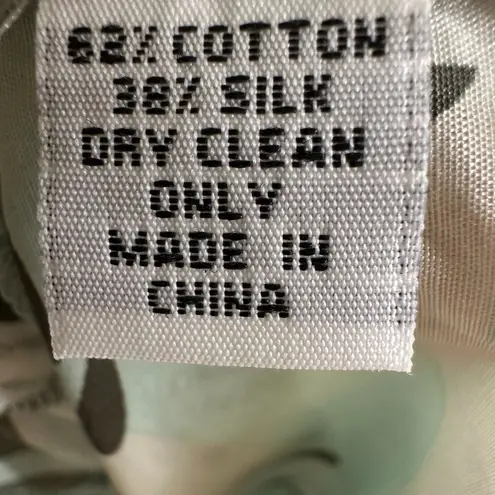 62% COTTON
38% SILK
DRY CLEAN
ONLY
MADE IN
CHINA